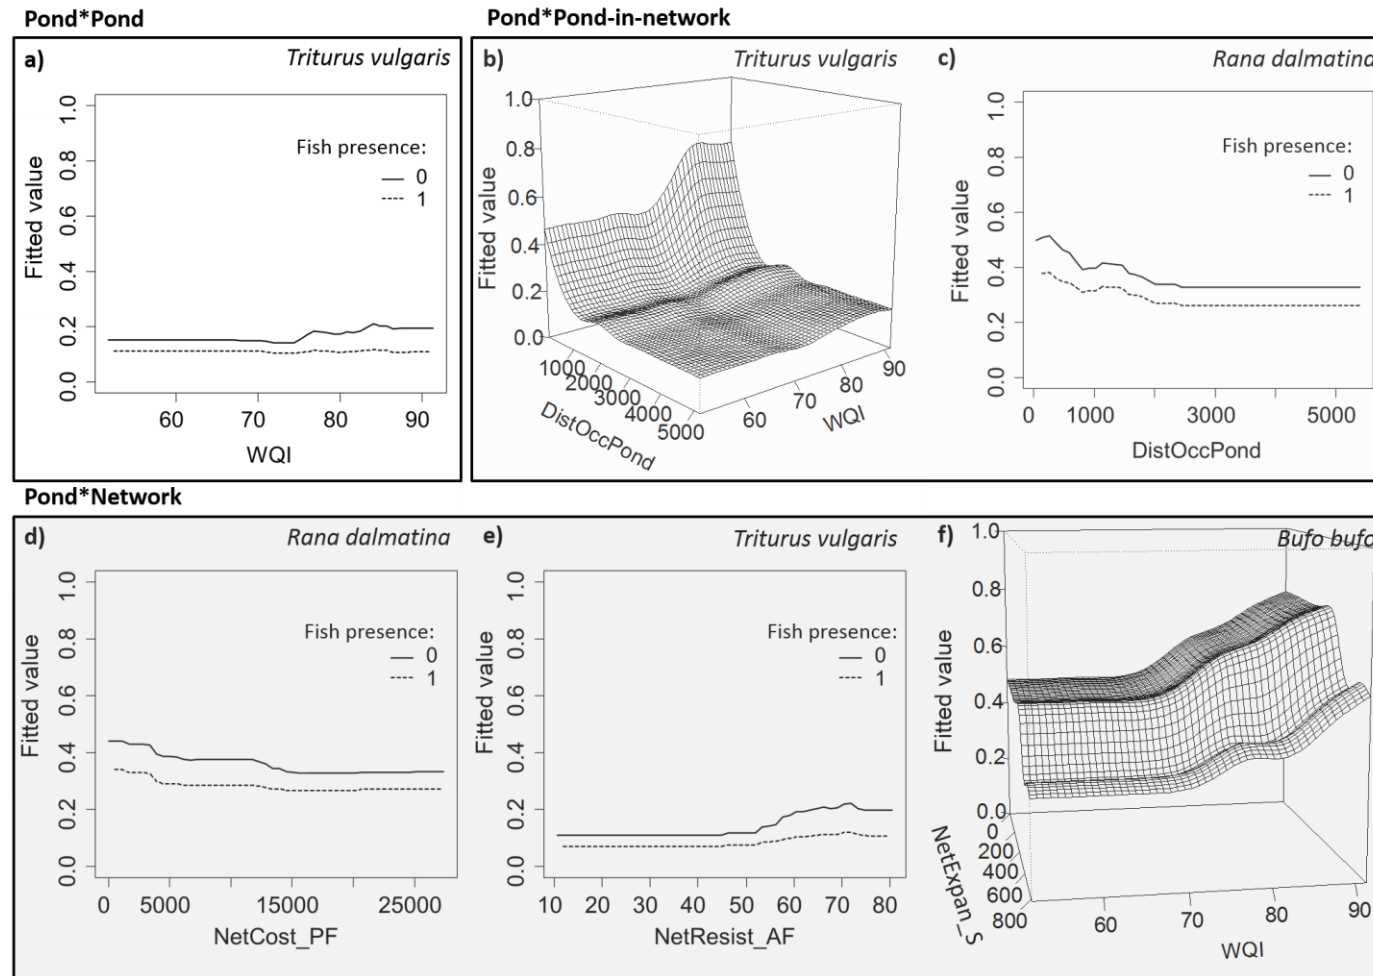 Pond*Pond
Pond*Pond-in-network
a)
Triturus vulgaris
Fitted value
0.0
0.2
0.4
0.6
0.8
1.0
Fish presence:
0
1
60
70
80
90
WQI
b)
Triturus vulgaris
Fitted value
1.0
0.8
0.6
0.4
0.2
0.0
1000
2000
3000
4000
5000
DistOccPond
60
70
80
90
WQI
c)
Rana dalmatina
Fitted value
0.0
0.2
0.4
0.6
0.8
1.0
Fish presence:
0
1
0
1000
3000
5000
DistOccPond
Pond*Network
d)
Rana dalmatina
Fitted value
0.0
0.2
0.4
0.6
0.8
1.0
Fish presence:
0
1
0
5000
15000
25000
NetCost_PF
e)
Triturus vulgaris
Fitted value
0.0
0.2
0.4
0.6
0.8
1.0
Fish presence:
0
1
10
20
30
40
50
60
70
80
NetResist_AF
f)
Bufo bufo
Fitted value
1.0
0.8
0.6
0.4
0.2
0.0
0
200
400
600
800
NetExpan_S
60
70
80
90
WQI